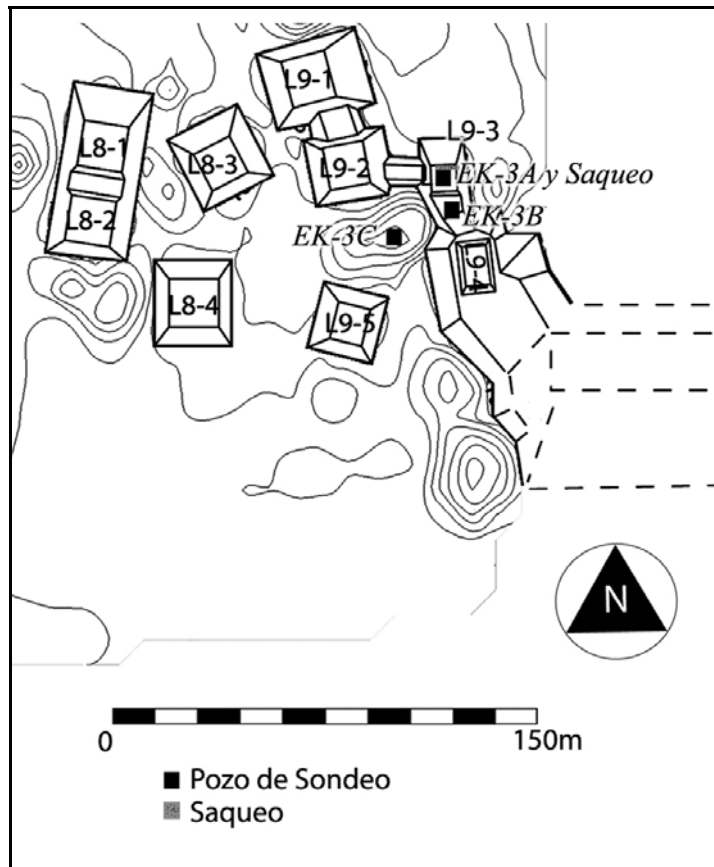 L9-1
L8-1
L8-3
L9-2
L9-3
EK-3A y Saqueo
L8-2
EK-3B
EK-3C
L9-4
L8-4
L9-5
N
0 150m
Pozo de Sondeo
Saqueo